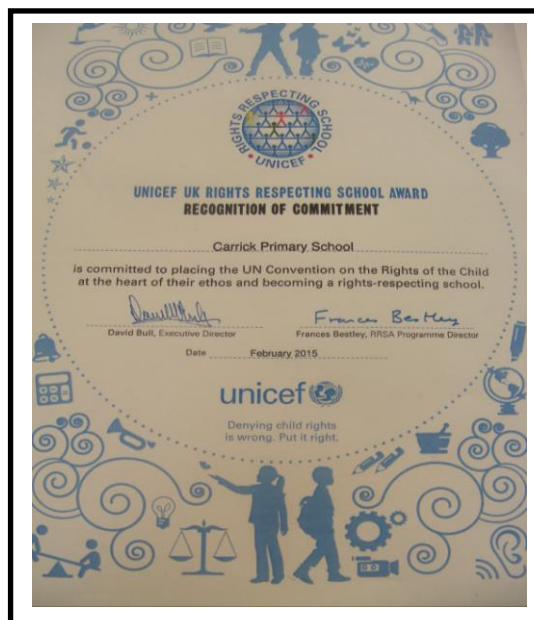 RIGHTS RESPECTING SCHOOL
• UNICEF •
UNICEF UK RIGHTS RESPECTING SCHOOL AWARD
RECOGNITION OF COMMITMENT
Carrick Primary School
is committed to placing the UN Convention on the Rights of the Child
at the heart of their ethos and becoming a rights-respecting school.
Frances Bestley
David Bull, Executive Director
Frances Bestley, RRSA Programme Director
Date February 2015
unicef
Denying child rights
is wrong. Put it right.